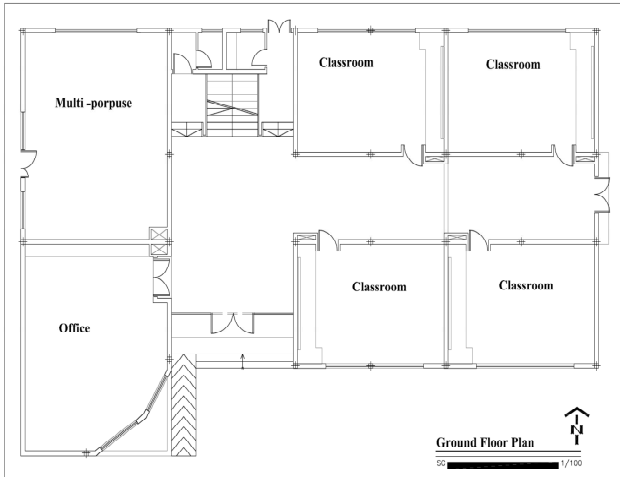 Classroom
Classroom
Multi -porpuse
Classroom
Classroom
Office
N
Ground Floor Plan
SC 1/100